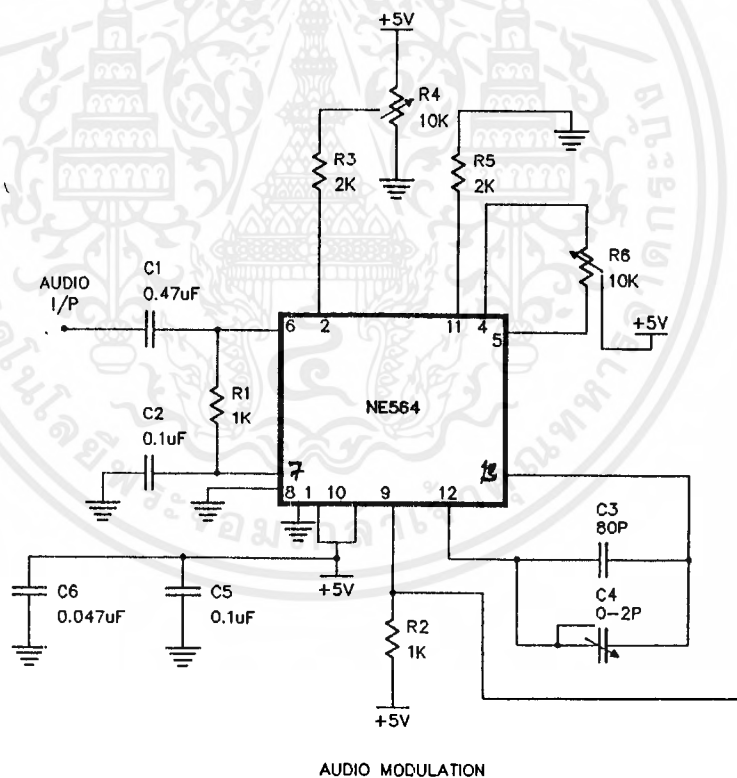 +5V
R4
10K
R3
2K
R5
2K
R6
10K
+5V
AUDIO
I/P
C1
0.47uF
6
2
11
4
5
R1
1K
NE564
C2
0.1uF
7
13
8
1
10
9
12
C3
80P
C4
0-2P
+5V
C6
0.047uF
C5
0.1uF
R2
1K
+5V
AUDIO MODULATION